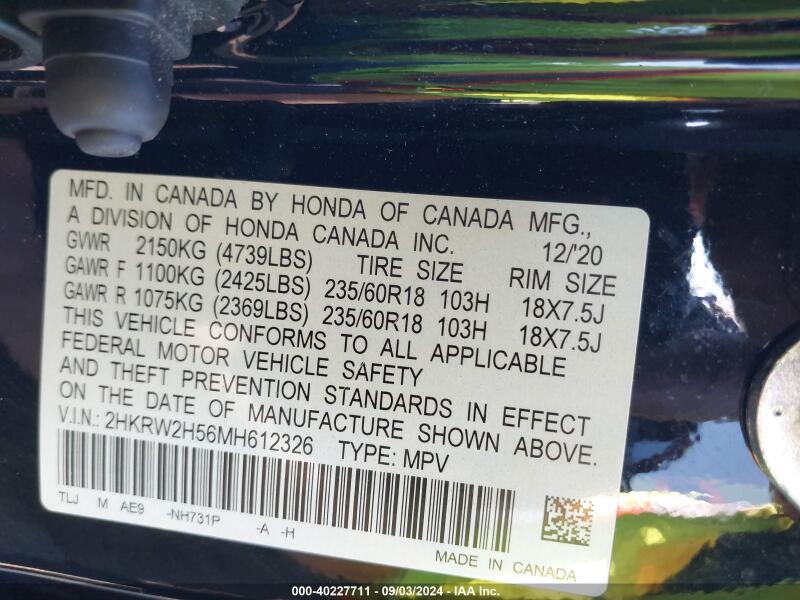 MFD. IN CANADA BY HONDA OF CANADA MFG.,
A DIVISION OF HONDA CANADA INC. 12/'20
GVWR 2150KG (4739LBS) TIRE SIZE RIM SIZE
GAWR F 1100KG (2425LBS) 235/60R18 103H 18X7.5J
GAWR R 1075KG (2369LBS) 235/60R18 103H 18X7.5J
THIS VEHICLE CONFORMS TO ALL APPLICABLE
FEDERAL MOTOR VEHICLE SAFETY
AND THEFT PREVENTION STANDARDS IN EFFECT
ON THE DATE OF MANUFACTURE SHOWN ABOVE.
V.I.N.: 2HKRW2H56MH612326 TYPE: MPV
TLJ M AE9 -NH731P -A -H
MADE IN CANADA
000-40227711 - 09/03/2024 - IAA Inc.